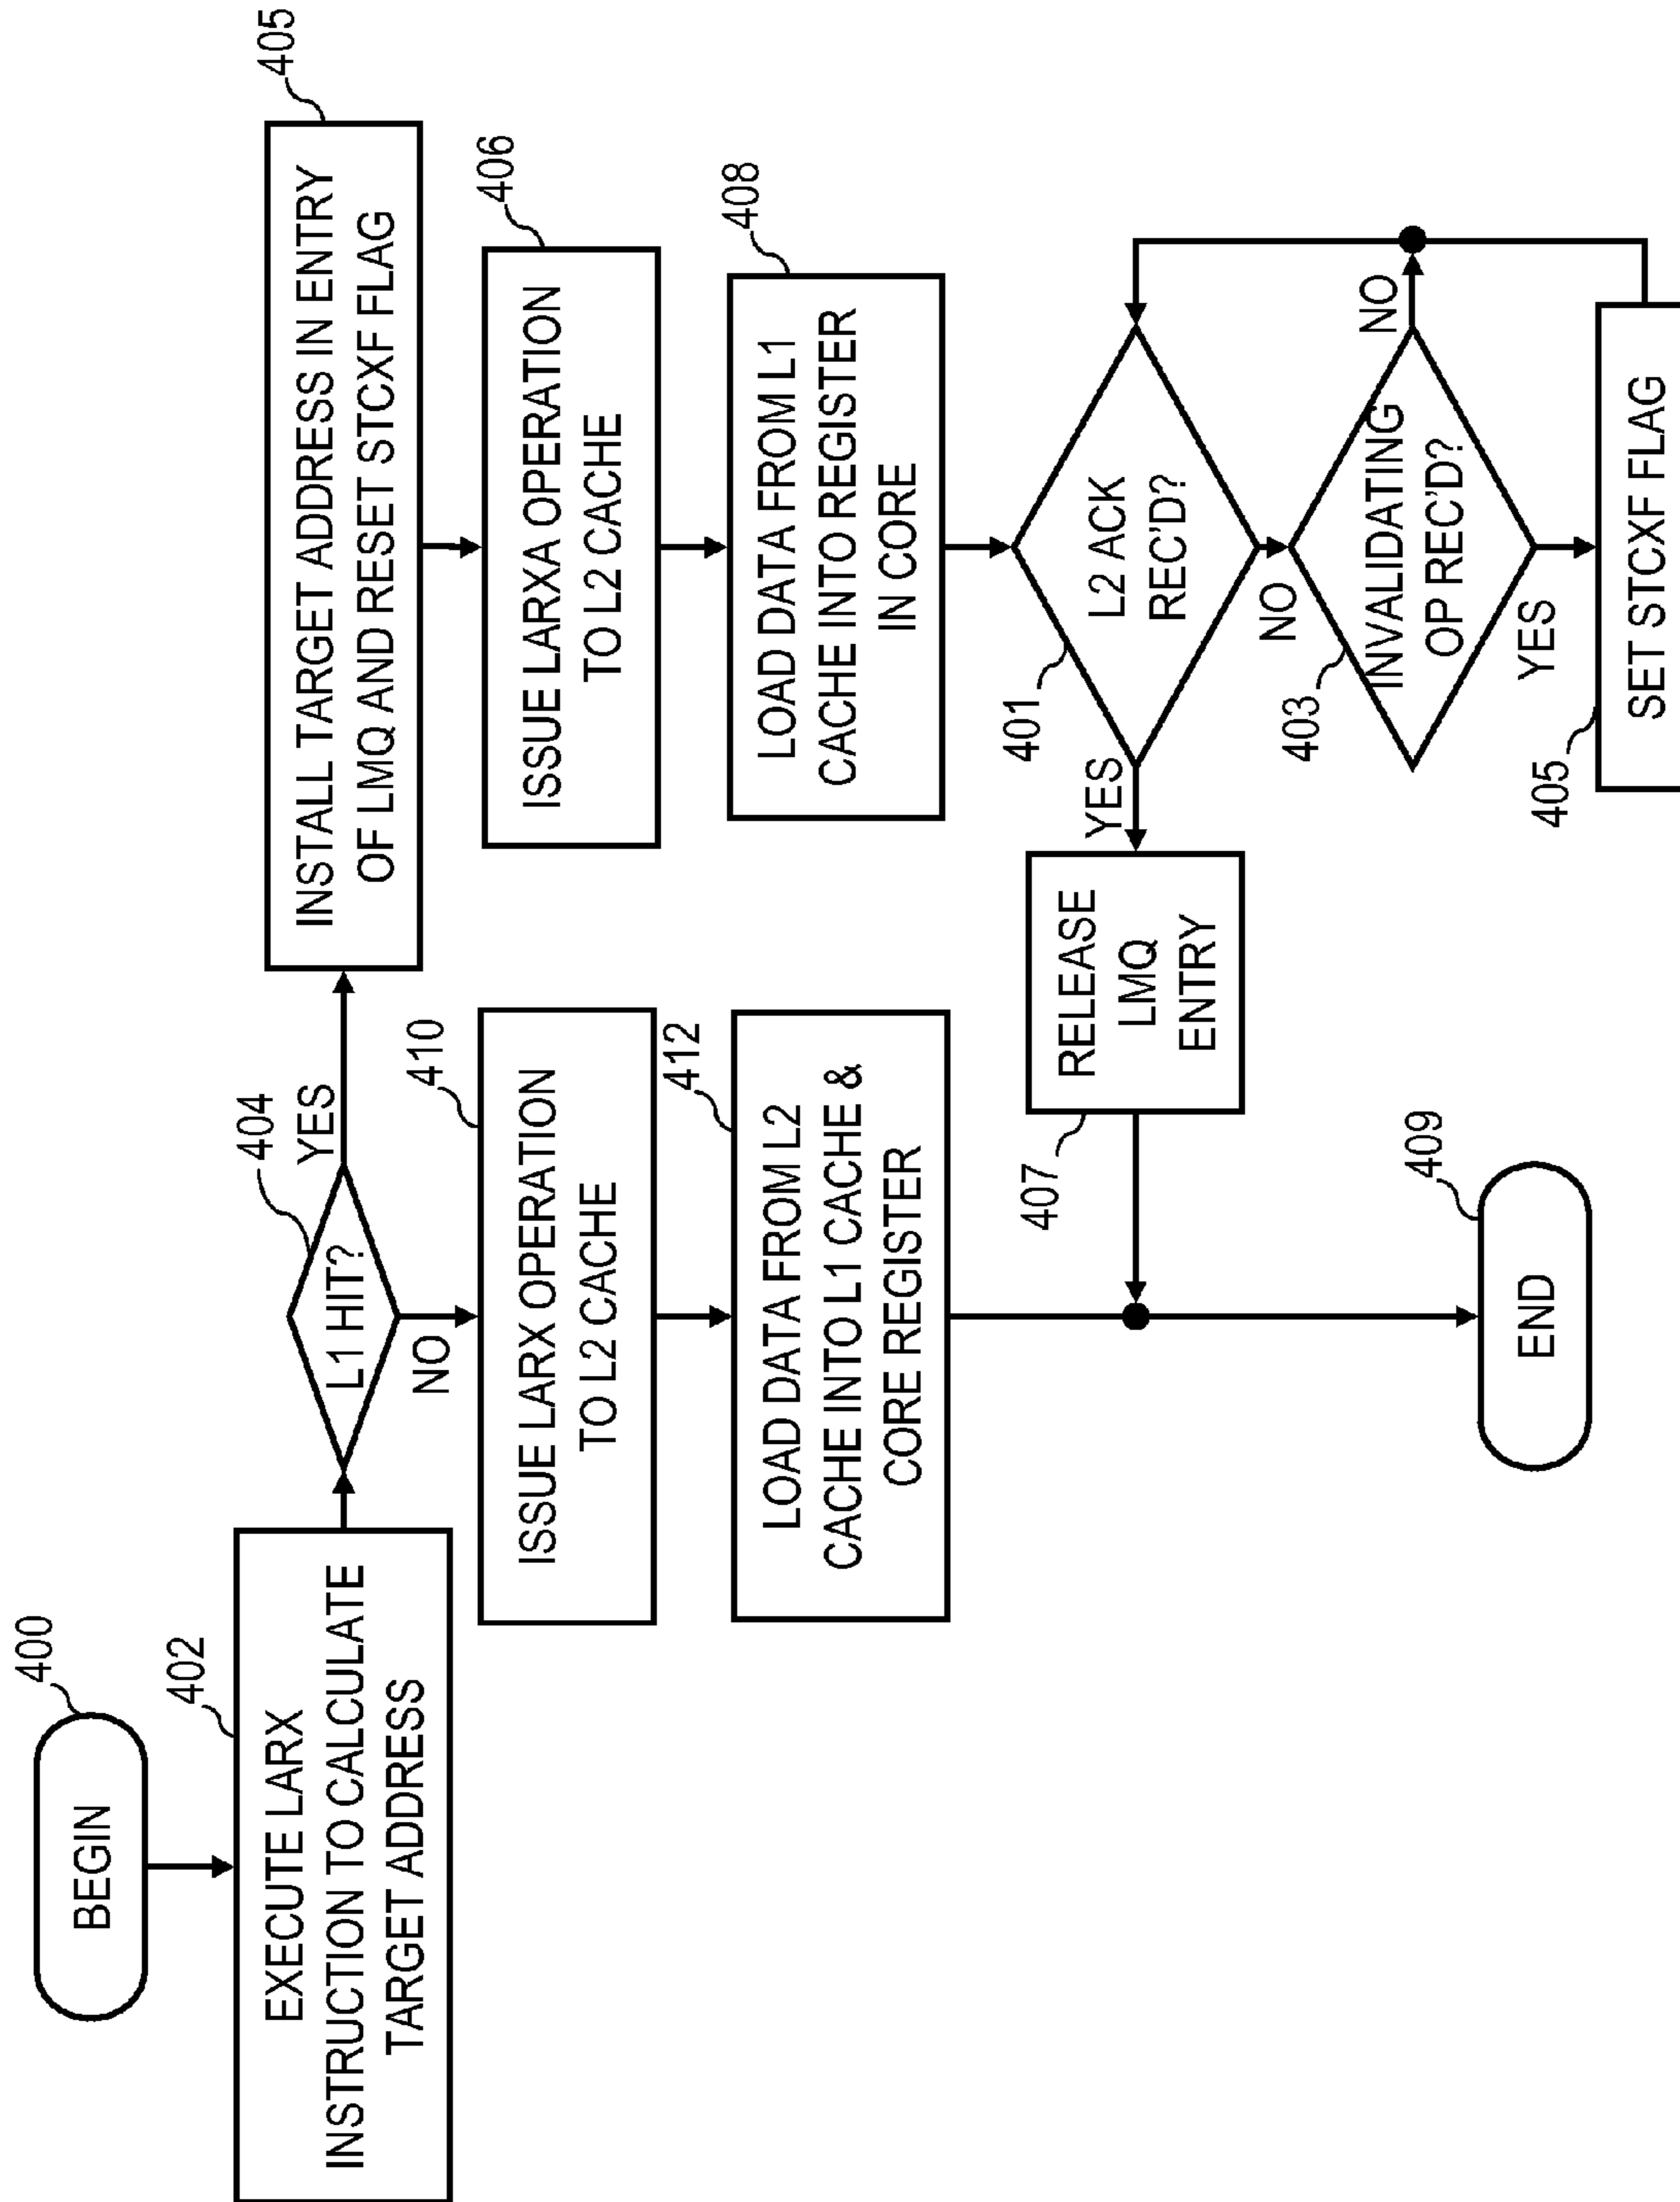 400
BEGIN
402
EXECUTE LARX
INSTRUCTION TO CALCULATE
TARGET ADDRESS
404
L1 HIT?
YES
NO
405
INSTALL TARGET ADDRESS IN ENTRY
OF LMQ AND RESET STCXF FLAG
410
ISSUE LARX OPERATION
TO L2 CACHE
406
ISSUE LARXA OPERATION
TO L2 CACHE
412
LOAD DATA FROM L2
CACHE INTO L1 CACHE &
CORE REGISTER
408
LOAD DATA FROM L1
CACHE INTO REGISTER
IN CORE
401
L2 ACK
REC'D?
YES
NO
407
RELEASE
LMQ
ENTRY
403
INVALIDATING
OP REC'D?
NO
YES
405
SET STCXF FLAG
409
END